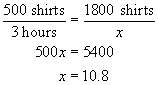 500 shirts / 3 hours = 1800 shirts / x
500x = 5400
x = 10.8